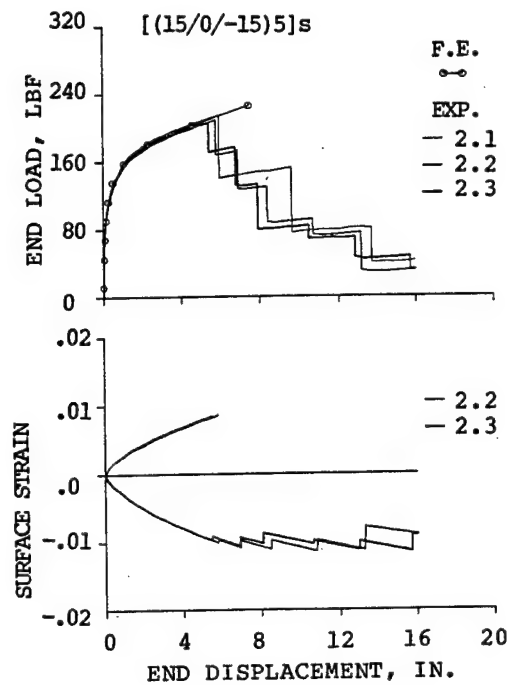 [(15/0/-15)5]s
320
240
160
80
0
END LOAD, LBF
F.E.
EXP.
2.1
2.2
2.3
.02
.01
.0
-.01
-.02
SURFACE STRAIN
2.2
2.3
0 4 8 12 16 20
END DISPLACEMENT, IN.